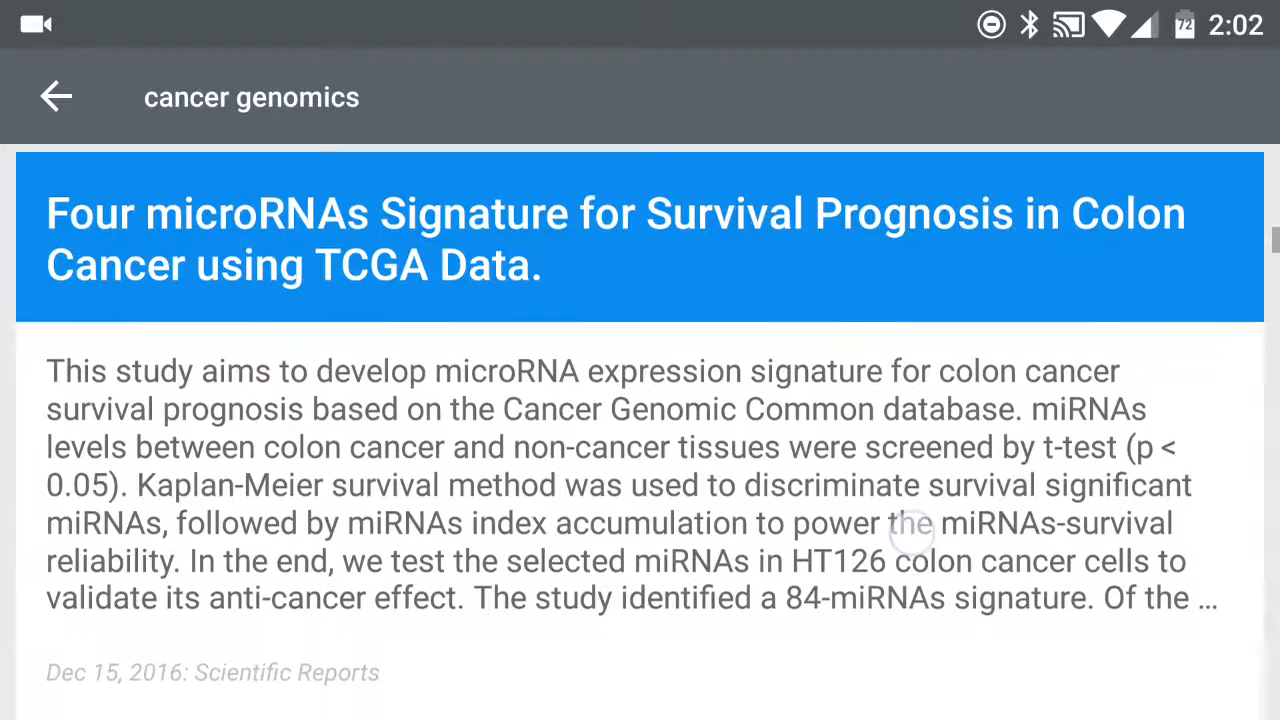 72 2:02
cancer genomics
Four microRNAs Signature for Survival Prognosis in Colon
Cancer using TCGA Data.
This study aims to develop microRNA expression signature for colon cancer
survival prognosis based on the Cancer Genomic Common database. miRNAs
levels between colon cancer and non-cancer tissues were screened by t-test (p <
0.05). Kaplan-Meier survival method was used to discriminate survival significant
miRNAs, followed by miRNAs index accumulation to power the miRNAs-survival
reliability. In the end, we test the selected miRNAs in HT126 colon cancer cells to
validate its anti-cancer effect. The study identified a 84-miRNAs signature. Of the ...
Dec 15, 2016: Scientific Reports